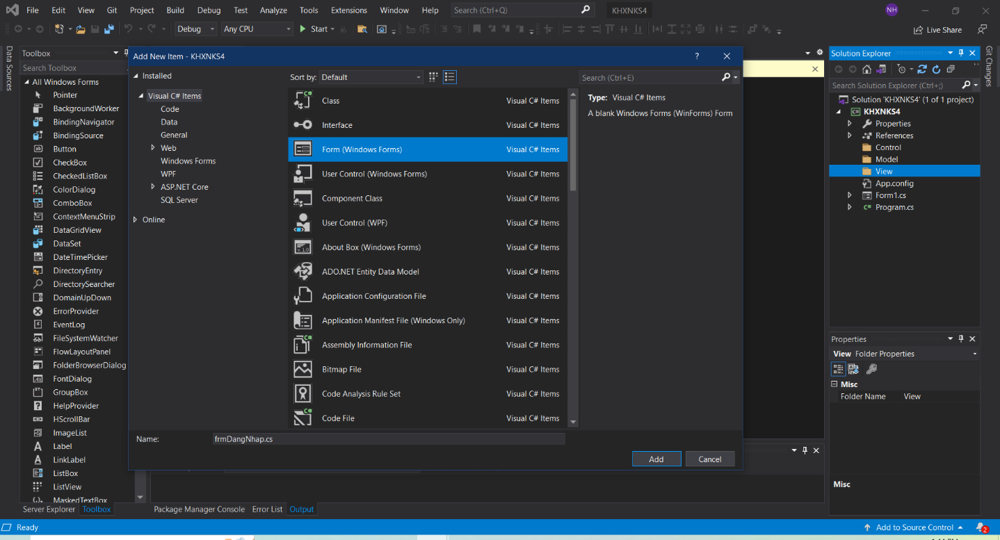 File Edit View Git Project Build Debug Test Analyze Tools Extensions Window Help Search (Ctrl+Q) KHXNKS4 NH
Debug Any CPU Start Live Share
Data Sources
Toolbox
Search Toolbox
All Windows Forms
Pointer
BackgroundWorker
BindingNavigator
BindingSource
Button
CheckBox
CheckedListBox
ColorDialog
ComboBox
ContextMenuStrip
DataGridView
DataSet
DateTimePicker
DirectoryEntry
DirectorySearcher
DomainUpDown
ErrorProvider
EventLog
FileSystemWatcher
FlowLayoutPanel
FolderBrowserDialog
FontDialog
GroupBox
HelpProvider
HScrollBar
ImageList
Label
LinkLabel
ListBox
ListView
MaskedTextBox
Server Explorer Toolbox
Add New Item - KHXNKS4 ?
Installed
Visual C# Items
Code
Data
General
Web
Windows Forms
WPF
ASP.NET Core
SQL Server
Online
Sort by: Default
Search (Ctrl+E)
Class Visual C# Items
Interface Visual C# Items
Form (Windows Forms) Visual C# Items
User Control (Windows Forms) Visual C# Items
Component Class Visual C# Items
User Control (WPF) Visual C# Items
About Box (Windows Forms) Visual C# Items
ADO.NET Entity Data Model Visual C# Items
Application Configuration File Visual C# Items
Application Manifest File (Windows Only) Visual C# Items
Assembly Information File Visual C# Items
Bitmap File Visual C# Items
Code Analysis Rule Set Visual C# Items
Code File Visual C# Items
Type: Visual C# Items
A blank Windows Forms (WinForms) Form
Name: frmDangNhap.cs
Add Cancel
Package Manager Console Error List Output
Solution Explorer
Search Solution Explorer (Ctrl+;)
Solution 'KHXNKS4' (1 of 1 project)
KHXNKS4
Properties
References
Control
Model
View
App.config
Form1.cs
Program.cs
Git Changes
Properties
View Folder Properties
Misc
Folder Name View
Misc
Ready Add to Source Control 2